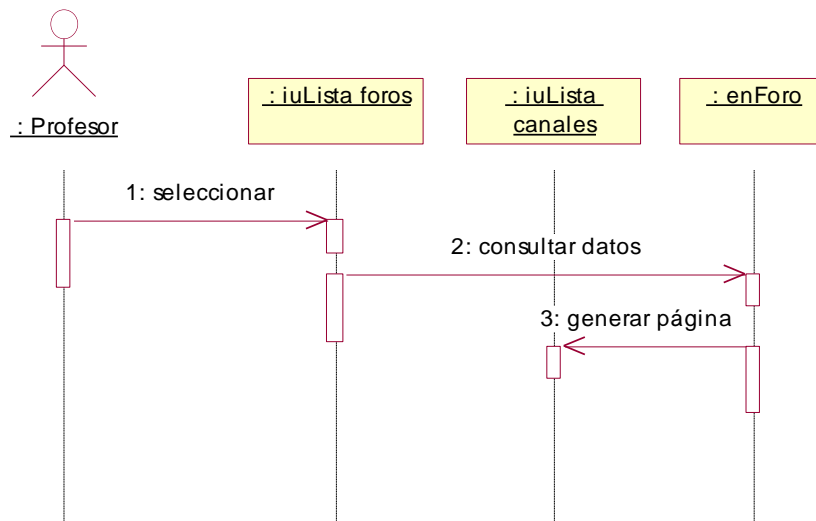 : Profesor
: iuLista foros
: iuLista
canales
: enForo
1: seleccionar
2: consultar datos
3: generar página